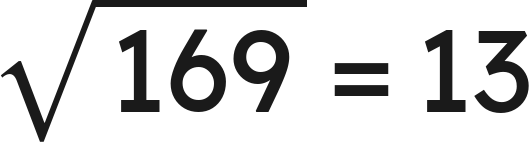 √169 = 13